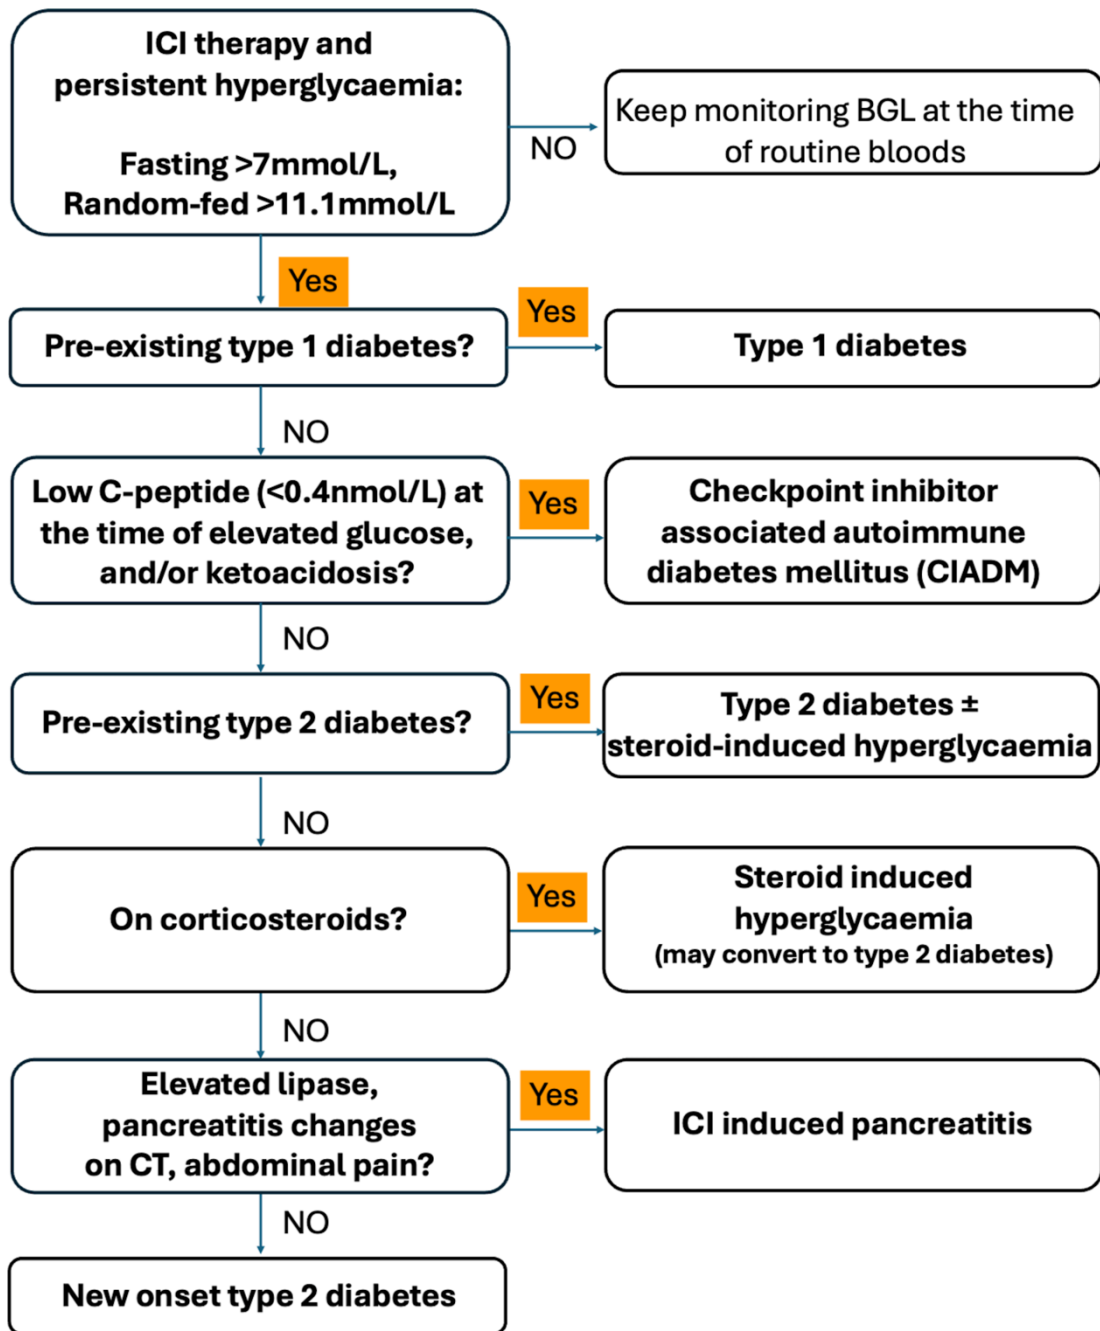 ICI therapy and
persistent hyperglycaemia:
Fasting >7mmol/L,
Random-fed >11.1mmol/L
NO
Keep monitoring BGL at the time
of routine bloods
Yes
Pre-existing type 1 diabetes?
Yes
Type 1 diabetes
NO
Low C-peptide (<0.4nmol/L) at
the time of elevated glucose,
and/or ketoacidosis?
Yes
Checkpoint inhibitor
associated autoimmune
diabetes mellitus (CIADM)
NO
Pre-existing type 2 diabetes?
Yes
Type 2 diabetes ±
steroid-induced hyperglycaemia
NO
On corticosteroids?
Yes
Steroid induced
hyperglycaemia
(may convert to type 2 diabetes)
NO
Elevated lipase,
pancreatitis changes
on CT, abdominal pain?
Yes
ICI induced pancreatitis
NO
New onset type 2 diabetes